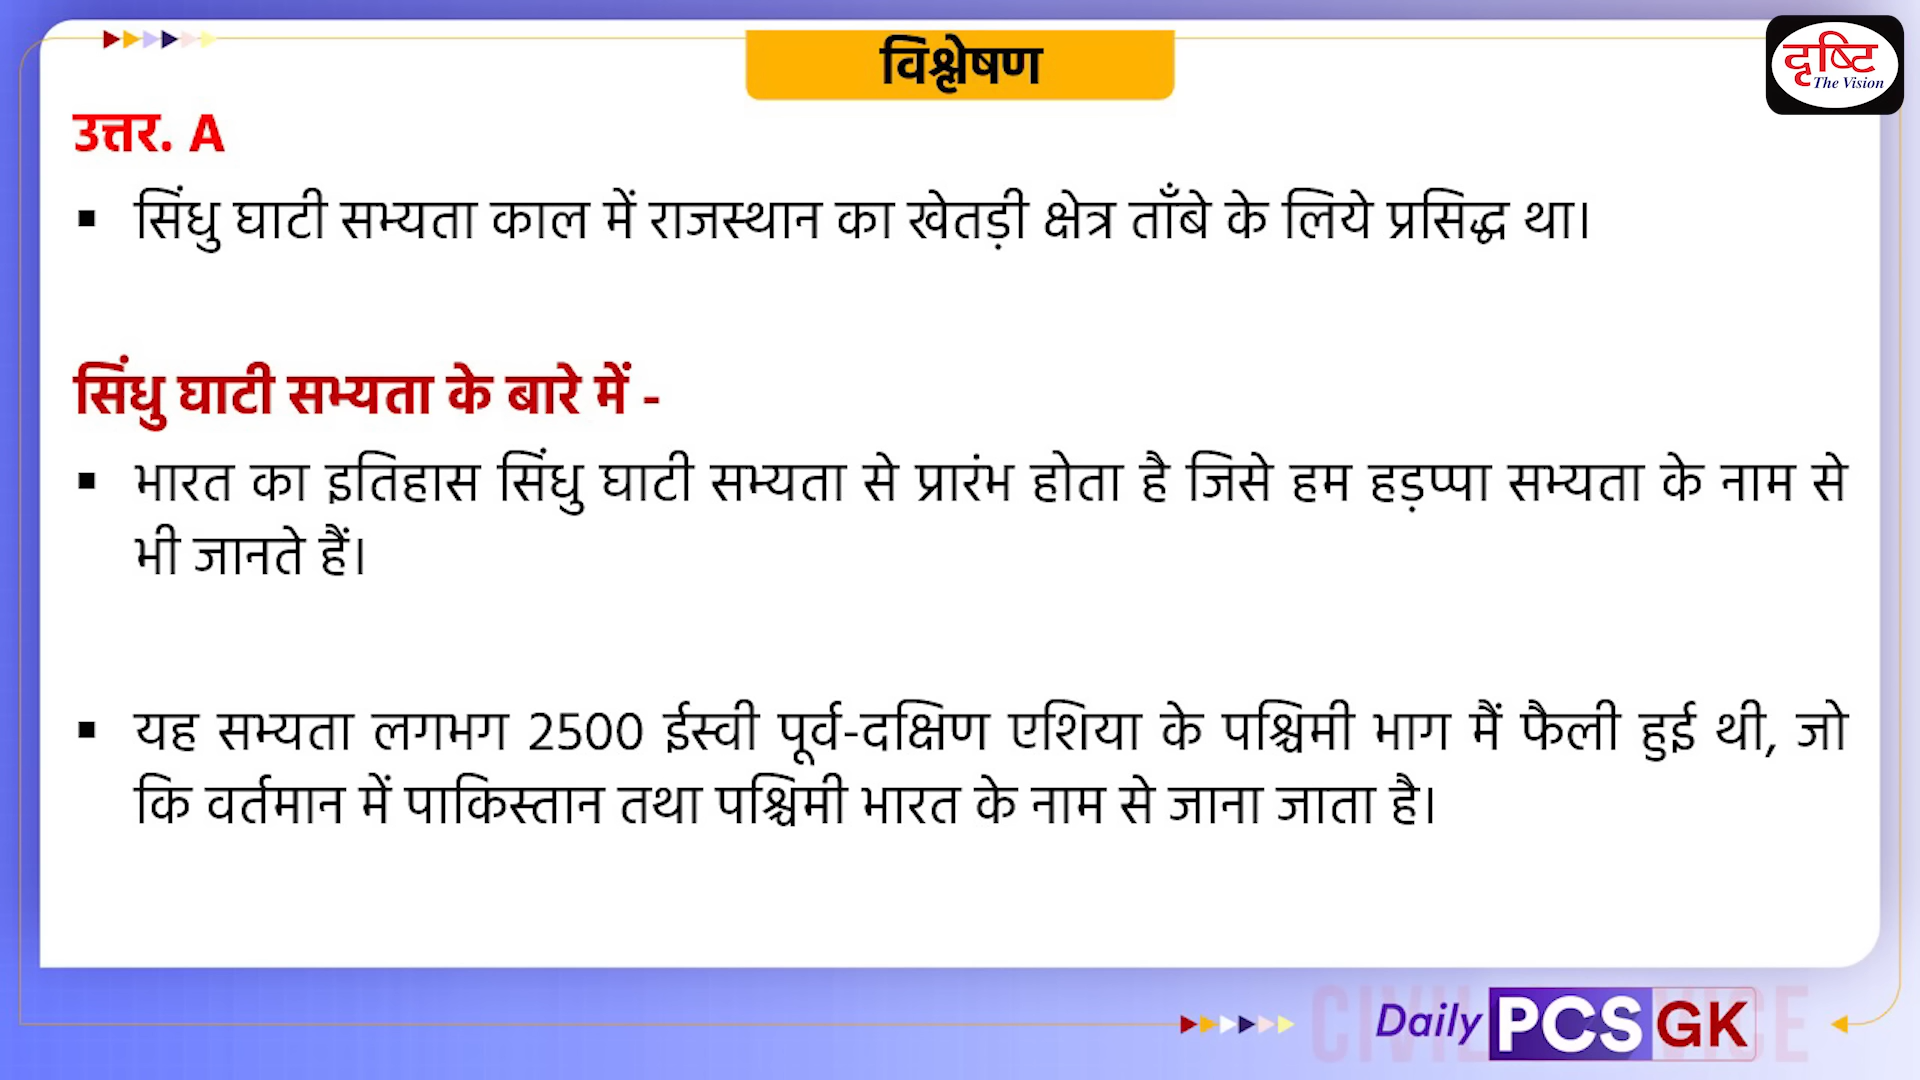 विश्लेषण
दृष्टि
The Vision
उत्तर. A
▪ सिंधु घाटी सभ्यता काल में राजस्थान का खेतड़ी क्षेत्र ताँबे के लिये प्रसिद्ध था।
सिंधु घाटी सभ्यता के बारे में -
▪ भारत का इतिहास सिंधु घाटी सभ्यता से प्रारंभ होता है जिसे हम हड़प्पा सभ्यता के नाम से
भी जानते हैं।
▪ यह सभ्यता लगभग 2500 ईस्वी पूर्व-दक्षिण एशिया के पश्चिमी भाग मैं फैली हुई थी, जो
कि वर्तमान में पाकिस्तान तथा पश्चिमी भारत के नाम से जाना जाता है।
Daily PCS GK